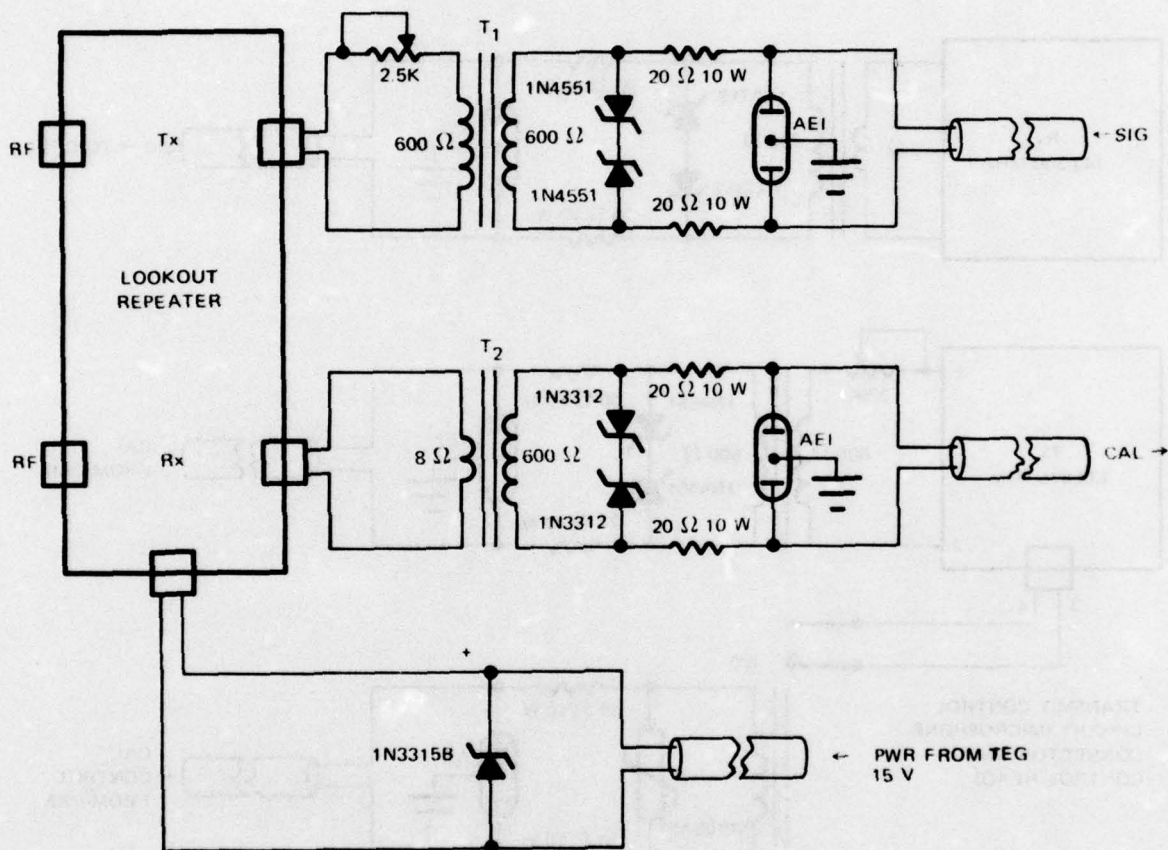 T1
2.5K
1N4551
20 Ω 10 W
RF
Tx
600 Ω
600 Ω
AEI
← SIG
1N4551
20 Ω 10 W
LOOKOUT
REPEATER
T2
1N3312
20 Ω 10 W
RF
Rx
8 Ω
600 Ω
AEI
CAL →
1N3312
20 Ω 10 W
+
1N3315B
← PWR FROM TEG
15 V